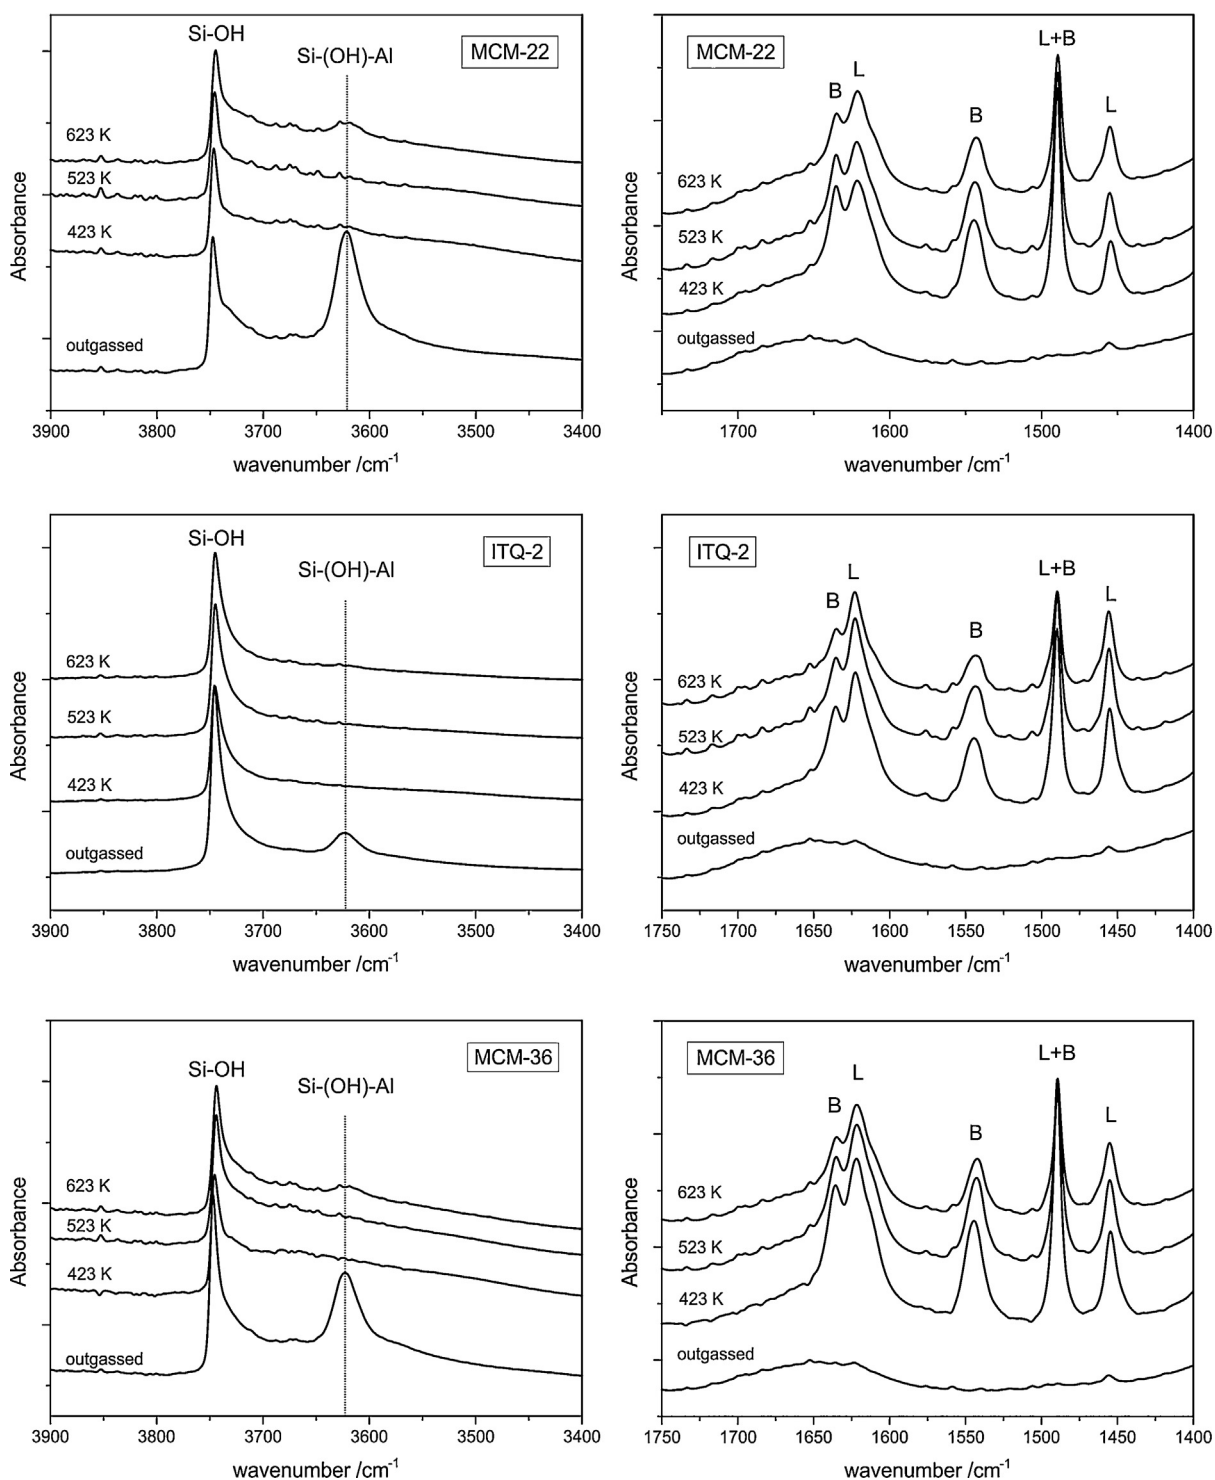 Si-OH
Si-(OH)-Al
MCM-22
623 K
523 K
423 K
outgassed
Absorbance
3900 3800 3700 3600 3500 3400
wavenumber /cm-1
MCM-22
B
L
B
L+B
L
623 K
523 K
423 K
outgassed
Absorbance
1700 1600 1500 1400
wavenumber /cm-1
Si-OH
Si-(OH)-Al
ITQ-2
623 K
523 K
423 K
outgassed
Absorbance
3900 3800 3700 3600 3500 3400
wavenumber /cm-1
ITQ-2
B
L
B
L+B
L
623 K
523 K
423 K
outgassed
Absorbance
1750 1700 1650 1600 1550 1500 1450 1400
wavenumber /cm-1
Si-OH
Si-(OH)-Al
MCM-36
623 K
523 K
423 K
outgassed
Absorbance
3900 3800 3700 3600 3500 3400
wavenumber /cm-1
MCM-36
B
L
B
L+B
L
623 K
523 K
423 K
outgassed
Absorbance
1750 1700 1650 1600 1550 1500 1450 1400
wavenumber /cm-1